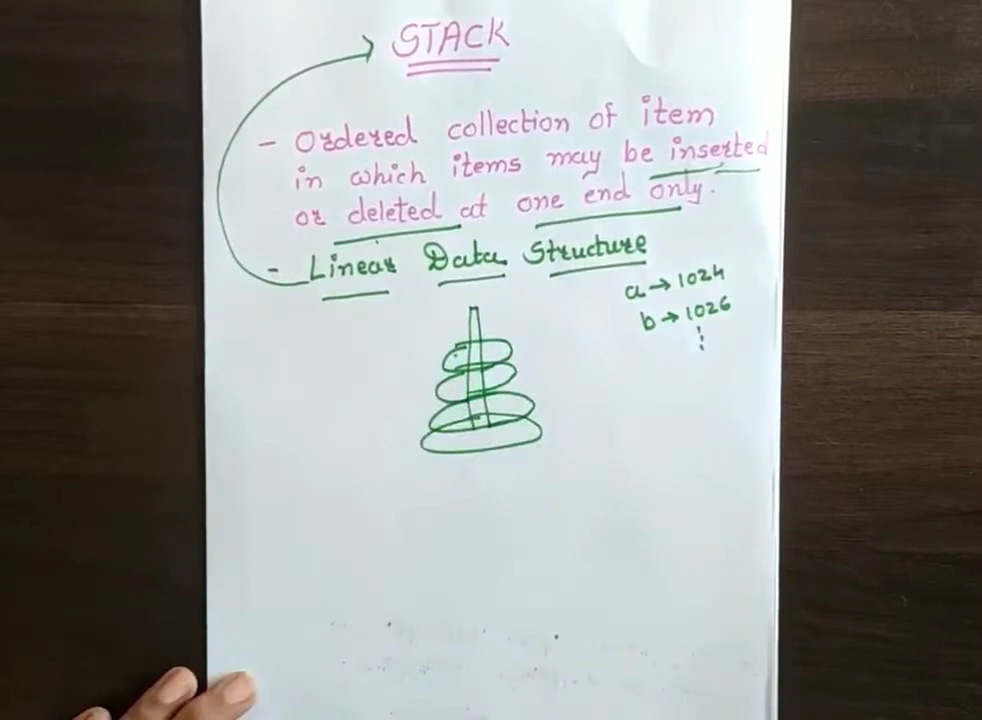 STACK
- Ordered collection of item
in which items may be inserted
or deleted at one end only.
- Linear Data Structure
a → 1024
b → 1026